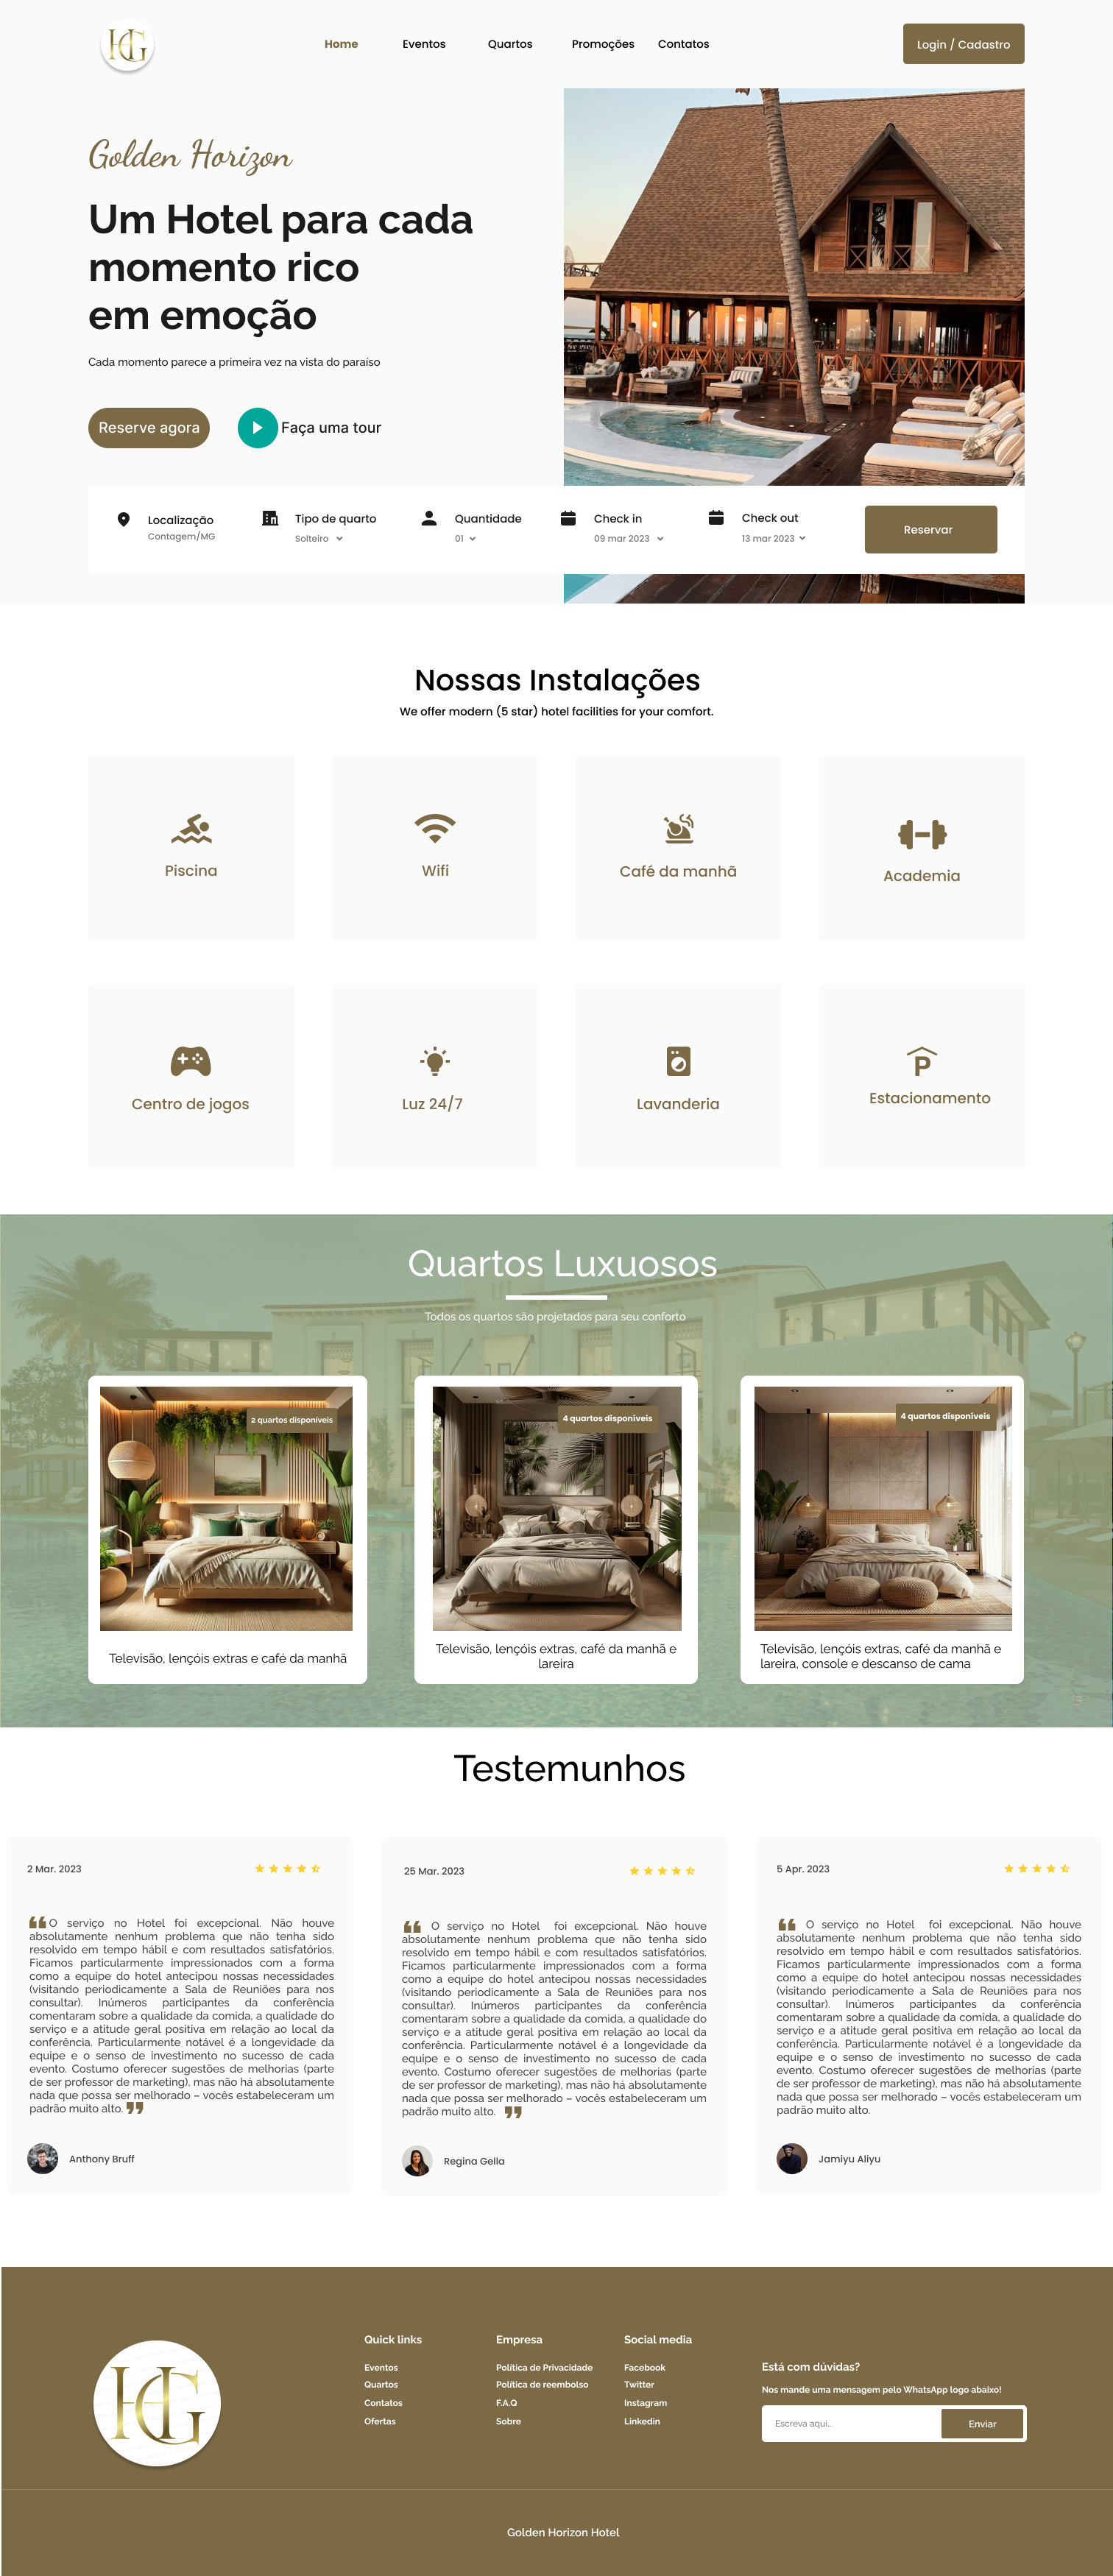 HG
Home
Eventos
Quartos
Promoções
Contatos
Login / Cadastro
Golden Horizon
Um Hotel para cada
momento rico
em emoção
Cada momento parece a primeira vez na vista do paraíso
Reserve agora
Faça uma tour
Localização
Contagem/MG
Tipo de quarto
Solteiro
Quantidade
01
Check in
09 mar 2023
Check out
13 mar 2023
Reservar
Nossas Instalações
We offer modern (5 star) hotel facilities for your comfort.
Piscina
Wifi
Café da manhã
Academia
Centro de jogos
Luz 24/7
Lavanderia
P
Estacionamento
Quartos Luxuosos
Todos os quartos são projetados para seu conforto
2 quartos disponíveis
Televisão, lençóis extras e café da manhã
4 quartos disponíveis
Televisão, lençóis extras, café da manhã e
lareira
4 quartos disponíveis
Televisão, lençóis extras, café da manhã e
lareira, console e descanso de cama
Testemunhos
2 Mar. 2023
“O serviço no Hotel foi excepcional. Não houve
absolutamente nenhum problema que não tenha sido
resolvido em tempo hábil e com resultados satisfatórios.
Ficamos particularmente impressionados com a forma
como a equipe do hotel antecipou nossas necessidades
(visitando periodicamente a Sala de Reuniões para nos
consultar). Inúmeros participantes da conferência
comentaram sobre a qualidade da comida, a qualidade do
serviço e a atitude geral positiva em relação ao local da
conferência. Particularmente notável é a longevidade da
equipe e o senso de investimento no sucesso de cada
evento. Costumo oferecer sugestões de melhorias (parte
de ser professor de marketing), mas não há absolutamente
nada que possa ser melhorado – vocês estabeleceram um
padrão muito alto. ”
Anthony Bruff
25 Mar. 2023
“ O serviço no Hotel foi excepcional. Não houve
absolutamente nenhum problema que não tenha sido
resolvido em tempo hábil e com resultados satisfatórios.
Ficamos particularmente impressionados com a forma
como a equipe do hotel antecipou nossas necessidades
(visitando periodicamente a Sala de Reuniões para nos
consultar). Inúmeros participantes da conferência
comentaram sobre a qualidade da comida, a qualidade do
serviço e a atitude geral positiva em relação ao local da
conferência. Particularmente notável é a longevidade da
equipe e o senso de investimento no sucesso de cada
evento. Costumo oferecer sugestões de melhorias (parte
de ser professor de marketing), mas não há absolutamente
nada que possa ser melhorado – vocês estabeleceram um
padrão muito alto. ”
Regina Gella
5 Apr. 2023
“ O serviço no Hotel foi excepcional. Não houve
absolutamente nenhum problema que não tenha sido
resolvido em tempo hábil e com resultados satisfatórios.
Ficamos particularmente impressionados com a forma
como a equipe do hotel antecipou nossas necessidades
(visitando periodicamente a Sala de Reuniões para nos
consultar). Inúmeros participantes da conferência
comentaram sobre a qualidade da comida, a qualidade do
serviço e a atitude geral positiva em relação ao local da
conferência. Particularmente notável é a longevidade da
equipe e o senso de investimento no sucesso de cada
evento. Costumo oferecer sugestões de melhorias (parte
de ser professor de marketing), mas não há absolutamente
nada que possa ser melhorado – vocês estabeleceram um
padrão muito alto.
Jamiyu Aliyu
HG
Quick links
Eventos
Quartos
Contatos
Ofertas
Empresa
Política de Privacidade
Política de reembolso
F.A.Q
Sobre
Social media
Facebook
Twitter
Instagram
Linkedin
Está com dúvidas?
Nos mande uma mensagem pelo WhatsApp logo abaixo!
Escreva aqui...
Enviar
Golden Horizon Hotel